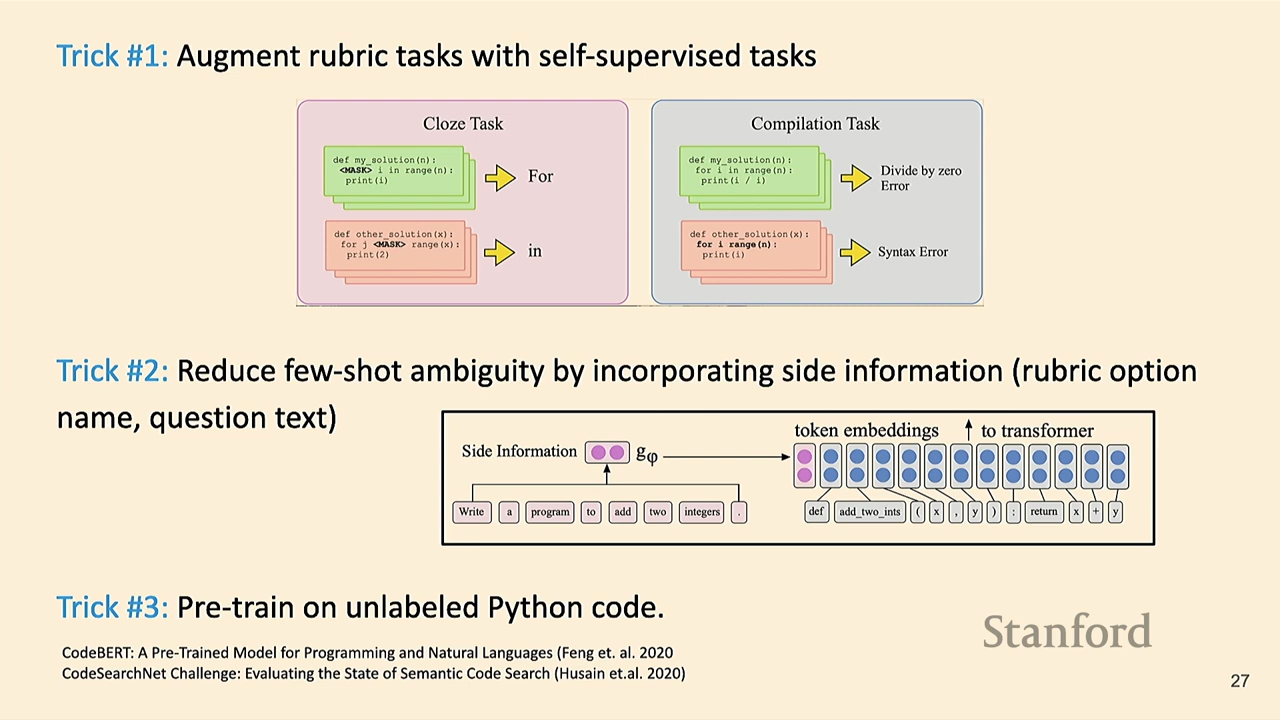 Trick #1: Augment rubric tasks with self-supervised tasks
Cloze Task
def my_solution(n):
<MASK> i in range(n):
print(i)
For
def other_solution(x):
for j <MASK> range(x):
print(2)
in
Compilation Task
def my_solution(n):
for i in range(n):
print(i / i)
Divide by zero
Error
def other_solution(x):
for i range(n):
print(i)
Syntax Error
Trick #2: Reduce few-shot ambiguity by incorporating side information (rubric option
name, question text)
Side Information
gφ
token embeddings
to transformer
Write a program to add two integers .
def add_two_ints ( x , y ) : return x + y
Trick #3: Pre-train on unlabeled Python code.
CodeBERT: A Pre-Trained Model for Programming and Natural Languages (Feng et. al. 2020
CodeSearchNet Challenge: Evaluating the State of Semantic Code Search (Husain et.al. 2020)
Stanford
27